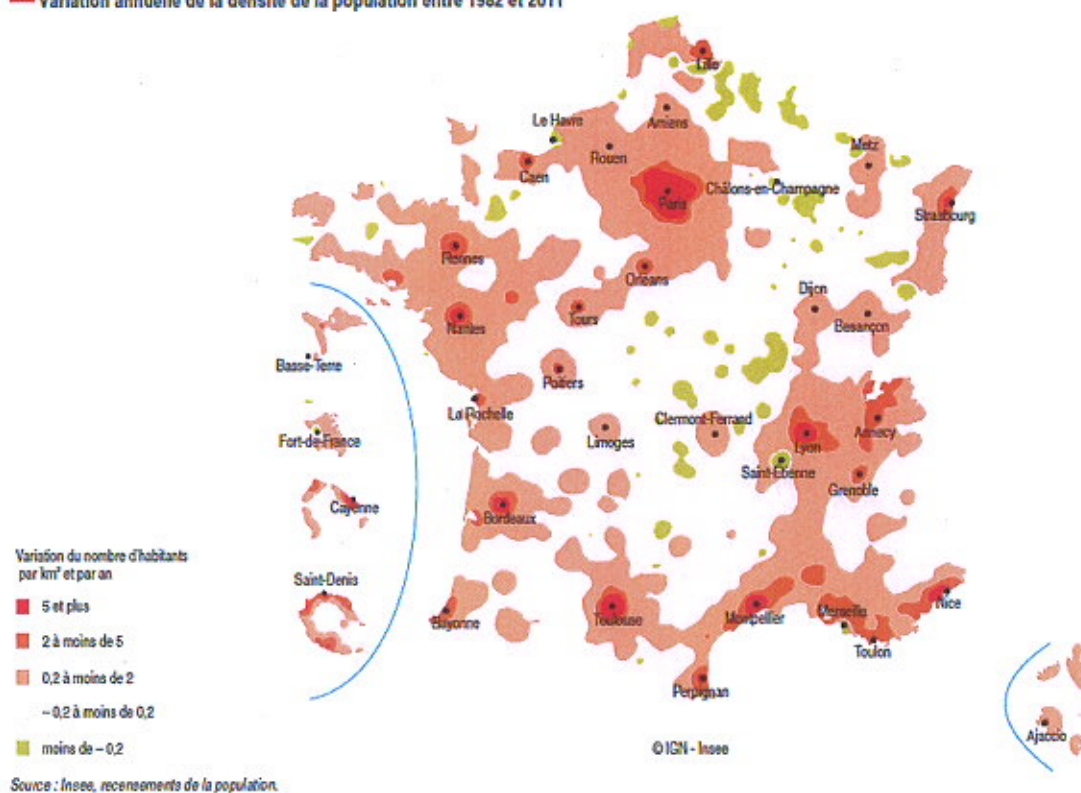 Variation annuelle de la densité de la population entre 1982 et 2011
Lille
Le Havre
Amiens
Rouen
Metz
Caen
Paris
Châlons-en-Champagne
Strasbourg
Rennes
Orléans
Dijon
Nantes
Tours
Besançon
Basse-Terre
Poitiers
La Rochelle
Clermont-Ferrand
Annecy
Fort-de-France
Limoges
Lyon
Saint-Etienne
Grenoble
Cayenne
Bordeaux
Variation du nombre d'habitants
par km² et par an
Saint-Denis
5 et plus
Nice
Bayonne
Toulouse
Montpellier
Marseille
2 à moins de 5
Toulon
0,2 à moins de 2
Perpignan
– 0,2 à moins de 0,2
Ajaccio
moins de – 0,2
© IGN - Insee
Source : Insee, recensements de la population.